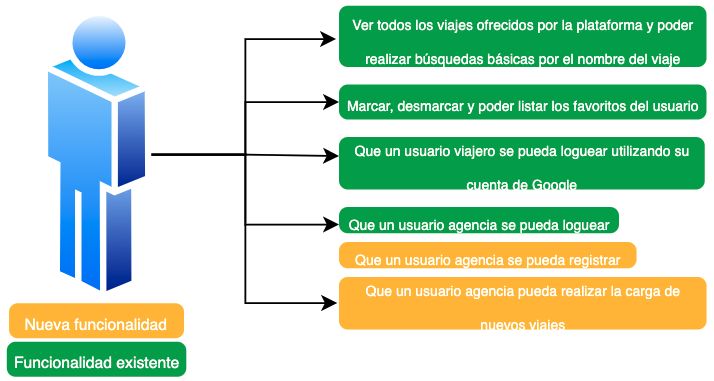 Ver todos los viajes ofrecidos por la plataforma y poder
realizar búsquedas básicas por el nombre del viaje
Marcar, desmarcar y poder listar los favoritos del usuario
Que un usuario viajero se pueda loguear utilizando su
cuenta de Google
Que un usuario agencia se pueda loguear
Que un usuario agencia se pueda registrar
Que un usuario agencia pueda realizar la carga de
nuevos viajes
Nueva funcionalidad
Funcionalidad existente